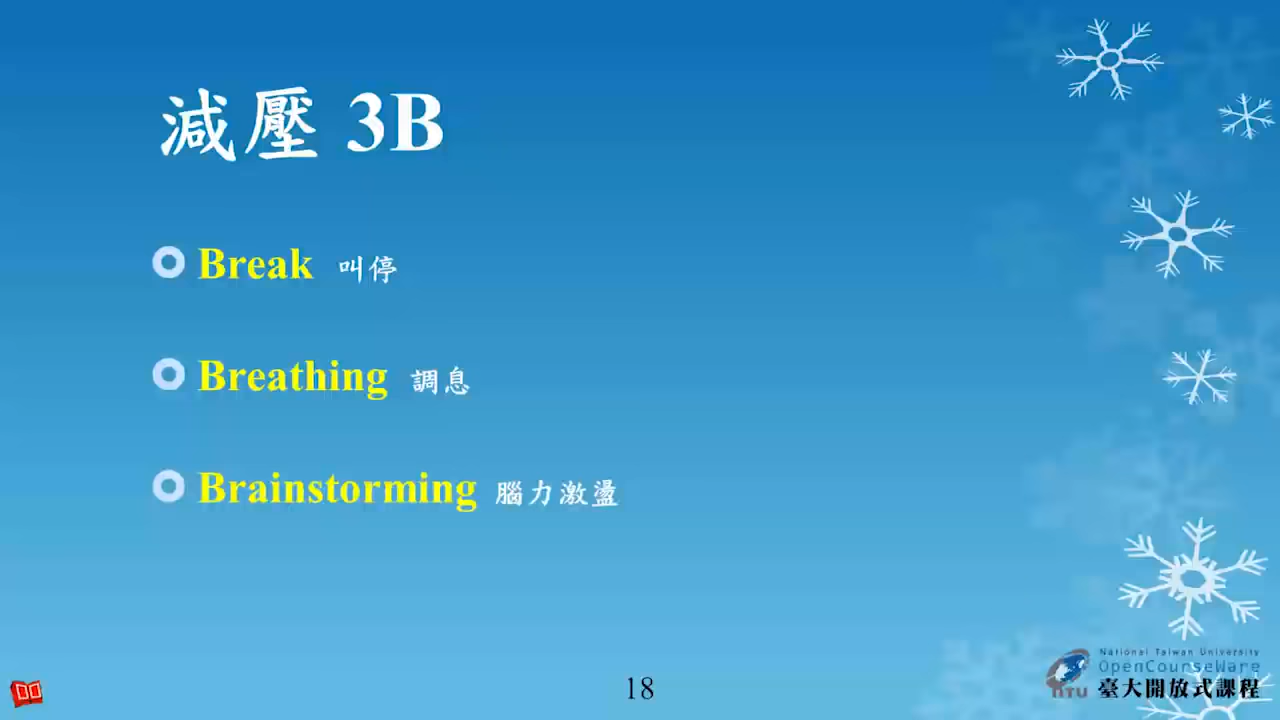 減壓 3B
Break 叫停
Breathing 調息
Brainstorming 腦力激盪
18
National Taiwan University
OpenCourseWare
NTU 臺大開放式課程